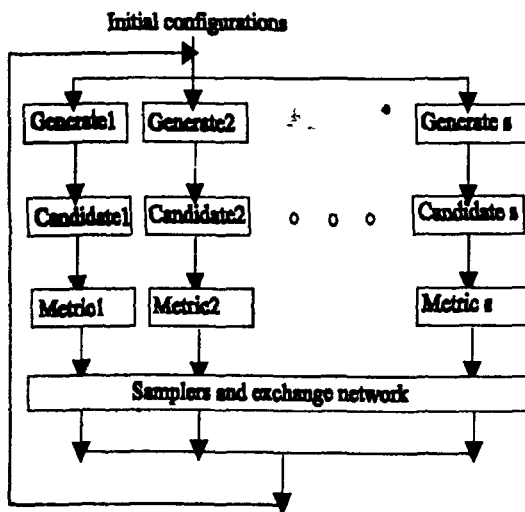 Initial configurations
Generate1 Generate2 Generate s
Candidate1 Candidate2 Candidate s
Metric1 Metric2 Metric s
Samplers and exchange network